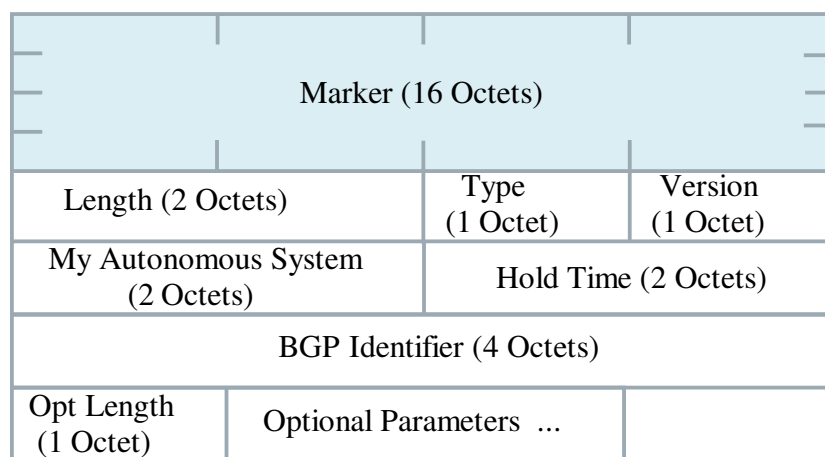 Marker (16 Octets)
Length (2 Octets)
Type
(1 Octet)
Version
(1 Octet)
My Autonomous System
(2 Octets)
Hold Time (2 Octets)
BGP Identifier (4 Octets)
Opt Length
(1 Octet)
Optional Parameters ...